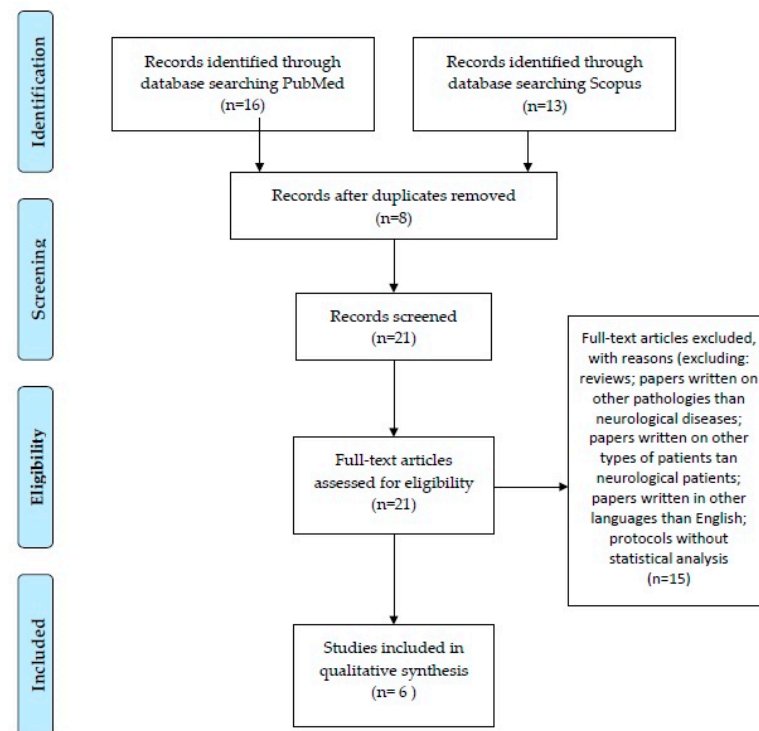 Identification
Records identified through
database searching PubMed
(n=16)
Records identified through
database searching Scopus
(n=13)
Records after duplicates removed
(n=8)
Screening
Records screened
(n=21)
Eligibility
Full-text articles
assessed for eligibility
(n=21)
Full-text articles excluded,
with reasons (excluding:
reviews; papers written on
other pathologies than
neurological diseases;
papers written on other
types of patients tan
neurological patients;
papers written in other
languages than English;
protocols without
statistical analysis
(n=15)
Included
Studies included in
qualitative synthesis
(n= 6 )